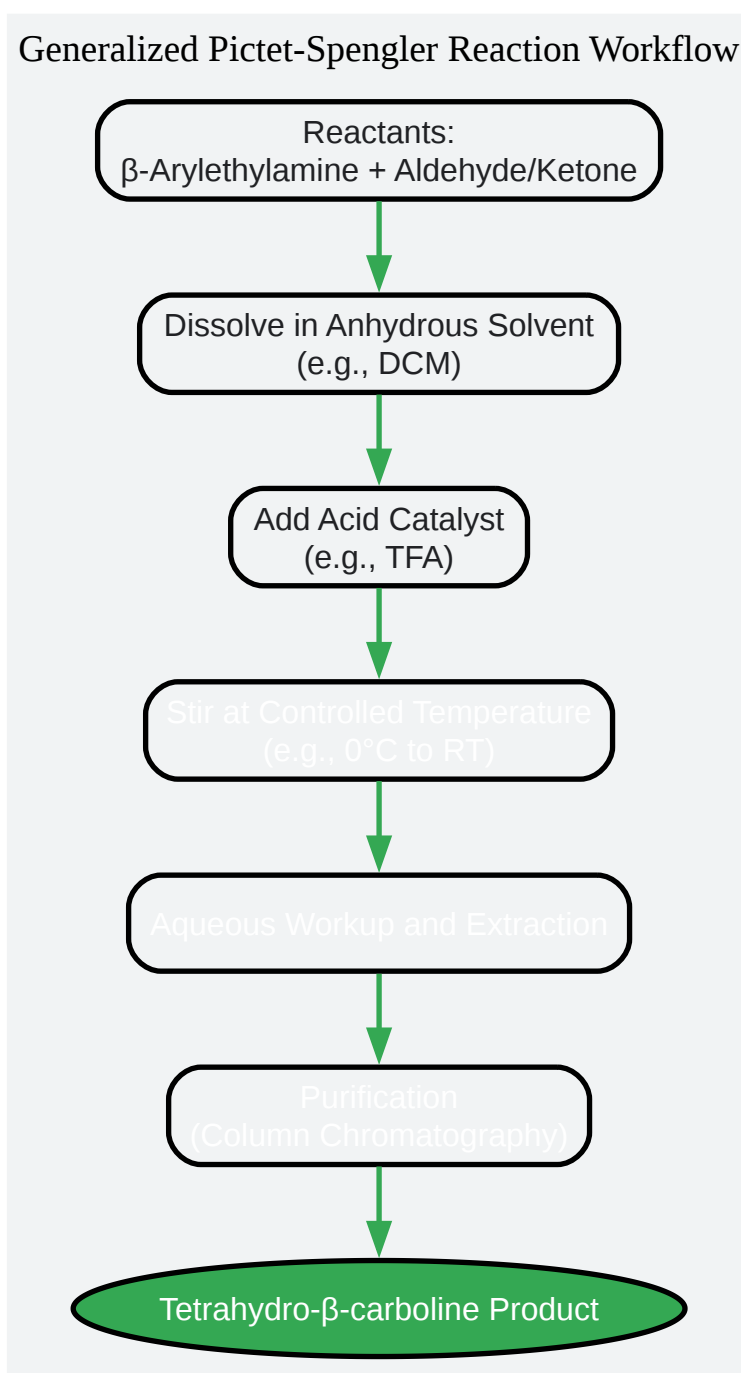 Generalized Pictet-Spengler Reaction Workflow
Reactants:
β-Arylethylamine + Aldehyde/Ketone
Dissolve in Anhydrous Solvent
(e.g., DCM)
Add Acid Catalyst
(e.g., TFA)
Stir at Controlled Temperature
(e.g., 0°C to RT)
Aqueous Workup and Extraction
Purification
(Column Chromatography)
Tetrahydro-β-carboline Product